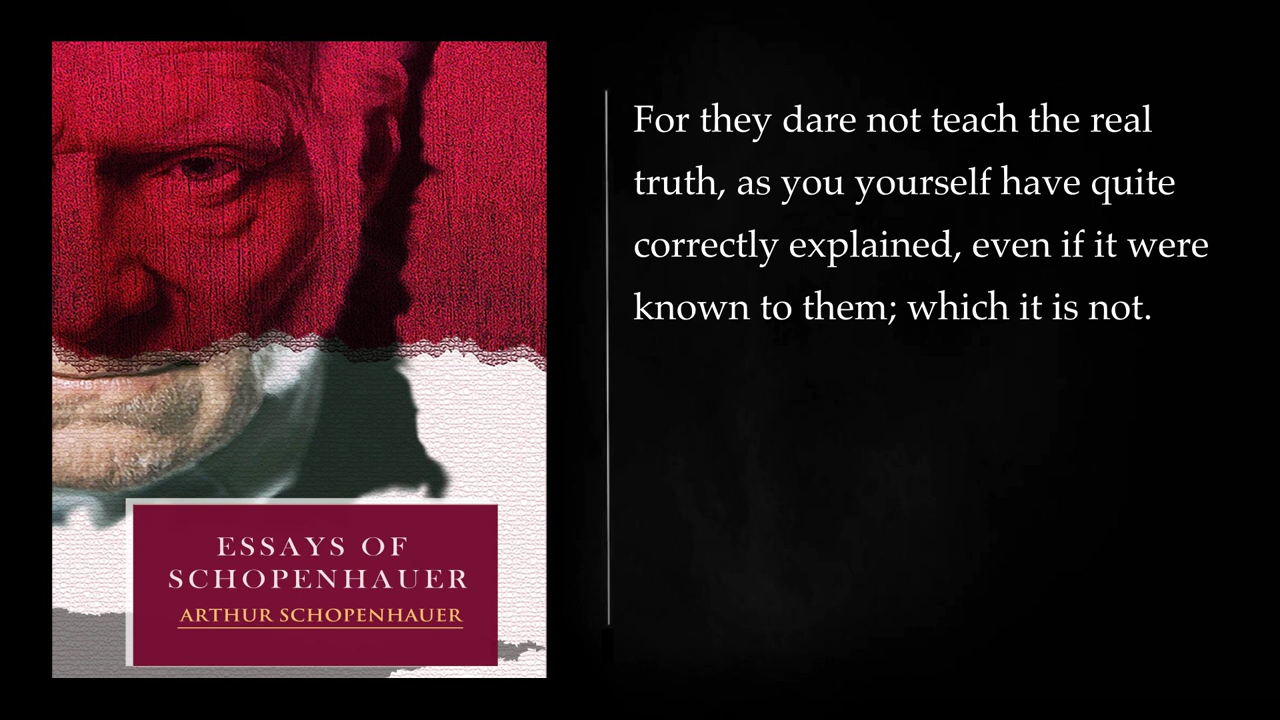 ESSAYS OF
SCHOPENHAUER
ARTHUR SCHOPENHAUER
For they dare not teach the real
truth, as you yourself have quite
correctly explained, even if it were
known to them; which it is not.